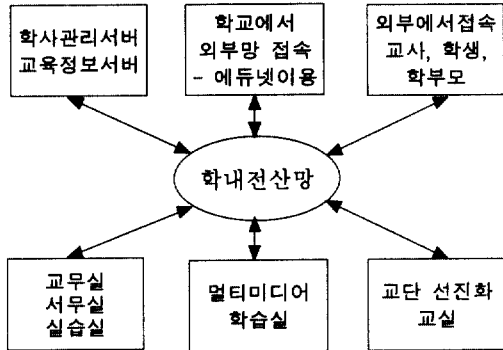 학사관리서버
교육정보서버
학교에서
외부망 접속
- 에듀넷이용
외부에서접속
교사, 학생,
학부모
학내전산망
교무실
서무실
실습실
멀티미디어
학습실
교단 선진화
교실